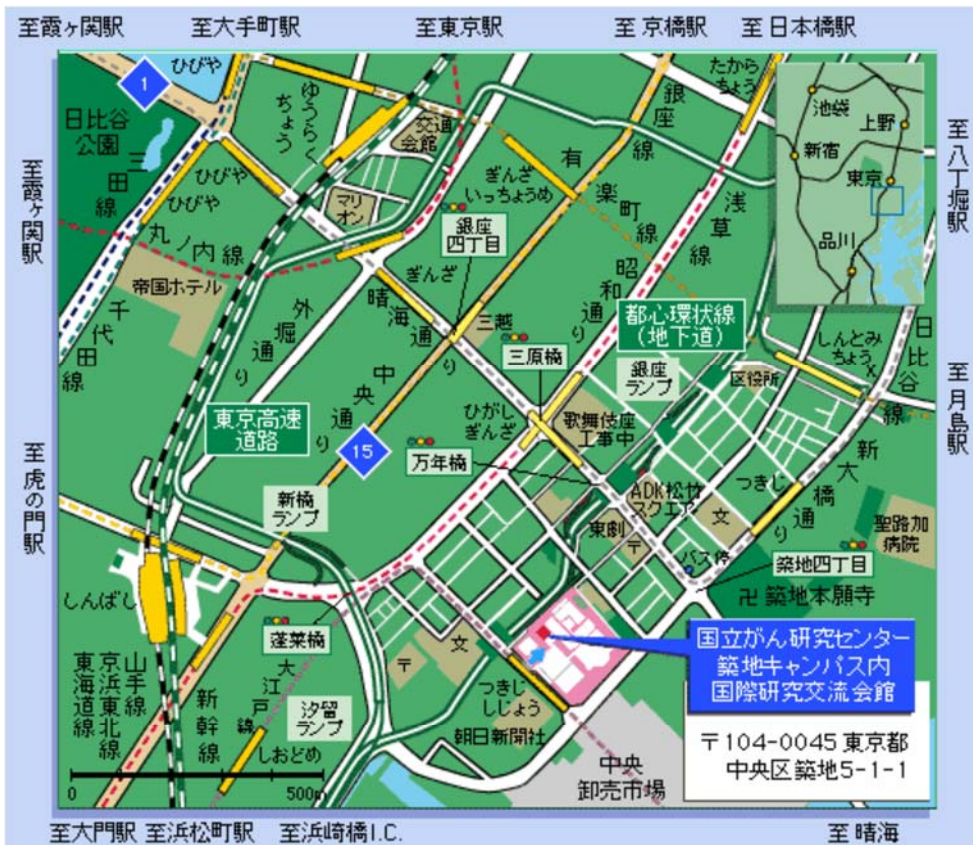 至霞ヶ関駅
至大手町駅
至東京駅
至京橋駅
至日本橋駅
ひびや
1
日比谷
公園
三田線
ゆうらく
ちょう
交通
会館
銀座線
たから
ちょう
池袋
上野
新宿
東京
品川
至八丁堀駅
至霞ヶ関駅
ひびや
ひびや
マリ
オン
有楽町線
ぎんざ
いっちょうめ
浅草線
銀座
四丁目
丸ノ内線
帝国ホテル
千代田線
外堀通り
ぎんざ
晴海通り
三越
昭和通り
都心環状線
(地下道)
三原橋
銀座
ランプ
区役所
しんとみ
ちょう
日比谷線
至月島駅
東京高速
道路
中央通り
15
ひがし
ぎんざ
歌舞伎座
工事中
万年橋
ADK松竹
スクエア
つきじ
新大橋通り
聖路加
病院
至虎の門駅
新橋
ランプ
東劇
〒
文
バス停
築地四丁目
しんばし
卍築地本願寺
蓬莱橋
〒
文
国立がん研究センター
築地キャンパス内
国際研究交流会館
東海道線
京浜東北線
山手線
新幹線
大江戸線
汐留
ランプ
つきじ
しじょう
朝日新聞社
しおどめ
中央
卸売市場
〒104-0045 東京都
中央区築地5-1-1
0
500m
至大門駅
至浜松町駅
至浜崎橋I.C.
至晴海